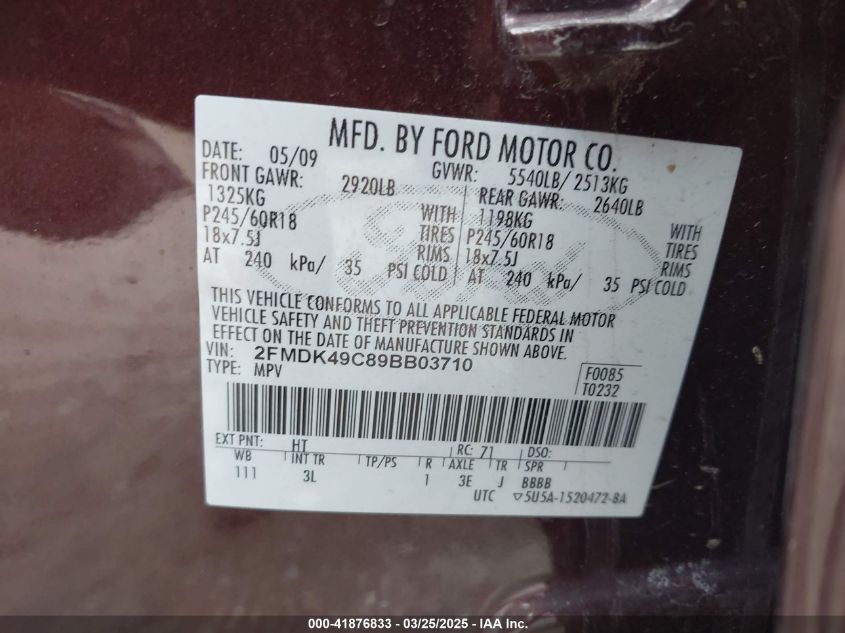 MFD. BY FORD MOTOR CO.
DATE: 05/09 GVWR: 5540LB/ 2513KG
FRONT GAWR: 2920LB REAR GAWR: 2640LB
1325KG WITH 1198KG WITH
P245/60R18 TIRES P245/60R18 TIRES
18x7.5J RIMS 18x7.5J RIMS
AT 240 kPa/ 35 PSI COLD AT 240 kPa/ 35 PSI COLD
THIS VEHICLE CONFORMS TO ALL APPLICABLE FEDERAL MOTOR
VEHICLE SAFETY AND THEFT PREVENTION STANDARDS IN
EFFECT ON THE DATE OF MANUFACTURE SHOWN ABOVE.
VIN: 2FMDK49C89BB03710
TYPE: MPV F0085
T0232
EXT PNT: HT RC: 71 DSO:
WB INT TR TP/PS R AXLE TR SPR
111 3L 1 3E J BBBB
UTC ▽5U5A-1520472-BA
000-41876833 / 03/25/2025 / IAA Inc.